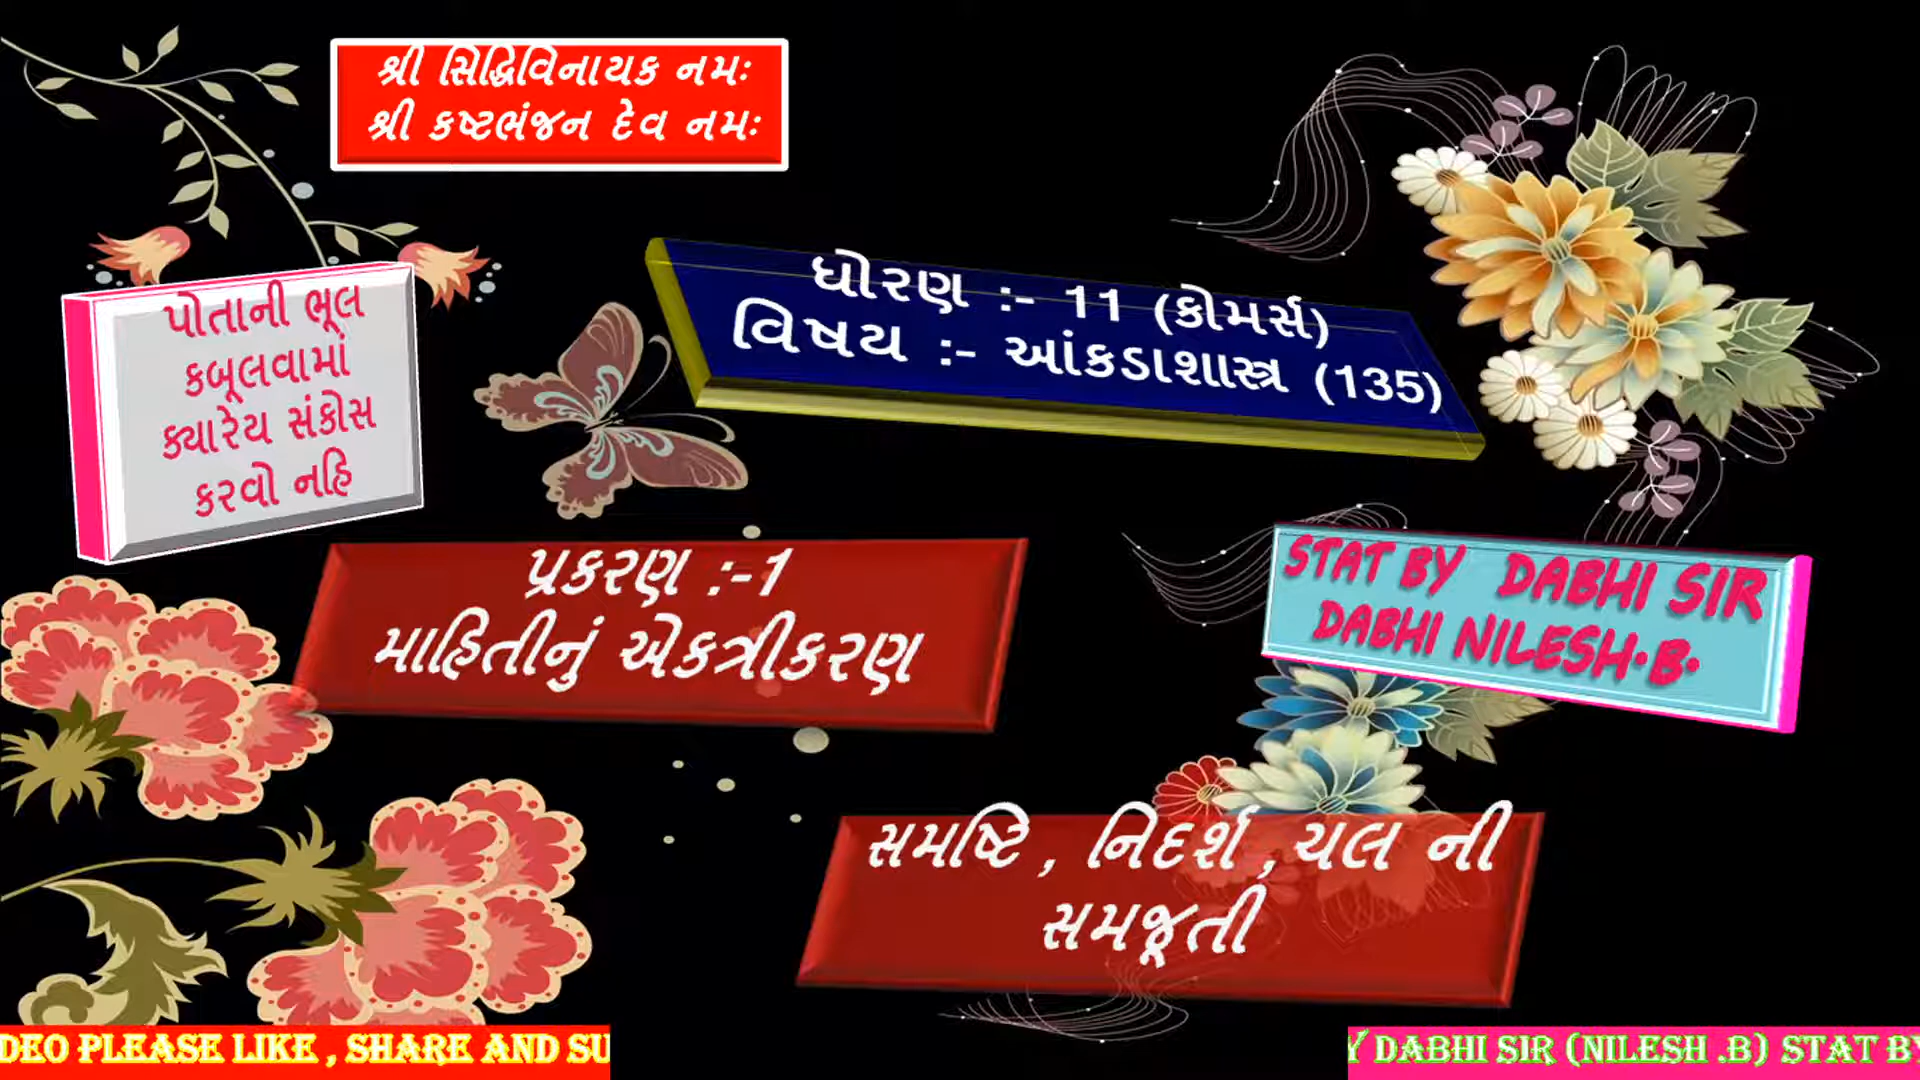 શ્રી સિદ્ધિવિનાયક નમઃ
શ્રી કષ્ટભંજન દેવ નમઃ
ધોરણ :- 11 (કોમર્સ)
વિષય :- આંકડાશાસ્ત્ર (135)
પોતાની ભૂલ
કબૂલવામાં
ક્યારેય સંકોસ
કરવો નહિ
પ્રકરણ :-1
માહિતીનું એકત્રીકરણ
STAT BY DABHI SIR
DABHI NILESH.B.
સમષ્ટિ , નિદર્શ ,ચલ ની
સમજૂતી
DEO PLEASE LIKE , SHARE AND SU
Y DABHI SIR (NILESH .B) STAT BY